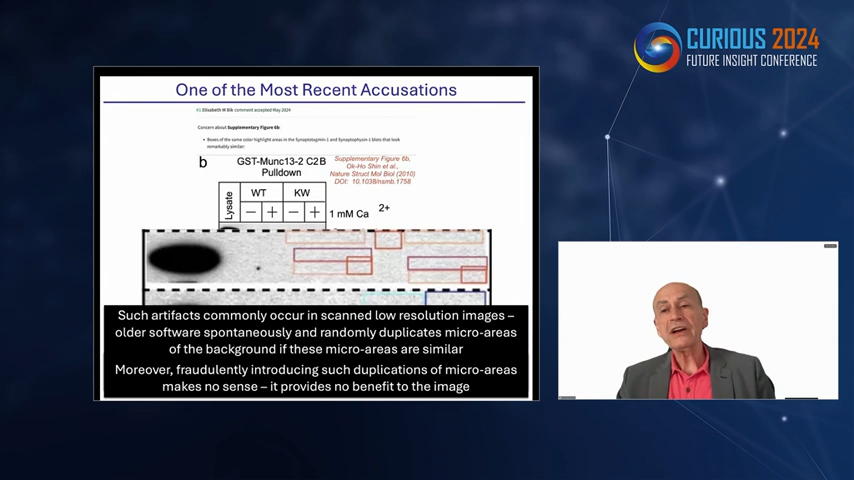 CURIOUS 2024
FUTURE INSIGHT CONFERENCE
One of the Most Recent Accusations
#1 Elisabeth M Bik comment accepted May 2024
Concern about Supplementary Figure 6b:
• Boxes of the same color highlight areas in the Synaptotagmin-1 and Synaptophysin-1 blots that look
remarkably similar:
b
GST-Munc13-2 C2B
Pulldown
Supplementary Figure 6b,
Ok-Ho Shin et al.,
Nature Struct Mol Biol (2010)
DOI: 10.1038/nsmb.1758
Lysate
WT KW
− + − +
1 mM Ca 2+
Such artifacts commonly occur in scanned low resolution images –
older software spontaneously and randomly duplicates micro-areas
of the background if these micro-areas are similar
Moreover, fraudulently introducing such duplications of micro-areas
makes no sense – it provides no benefit to the image